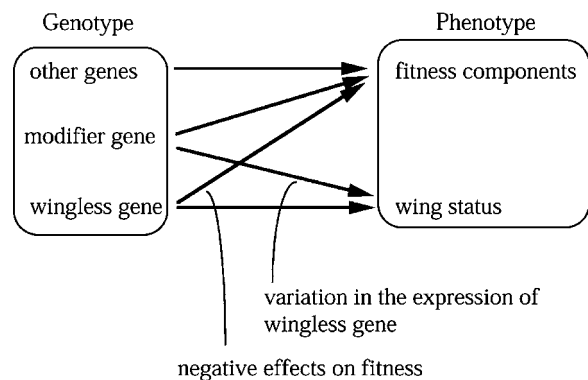 Genotype
Phenotype
other genes
fitness components
modifier gene
wingless gene
wing status
variation in the expression of
wingless gene
negative effects on fitness